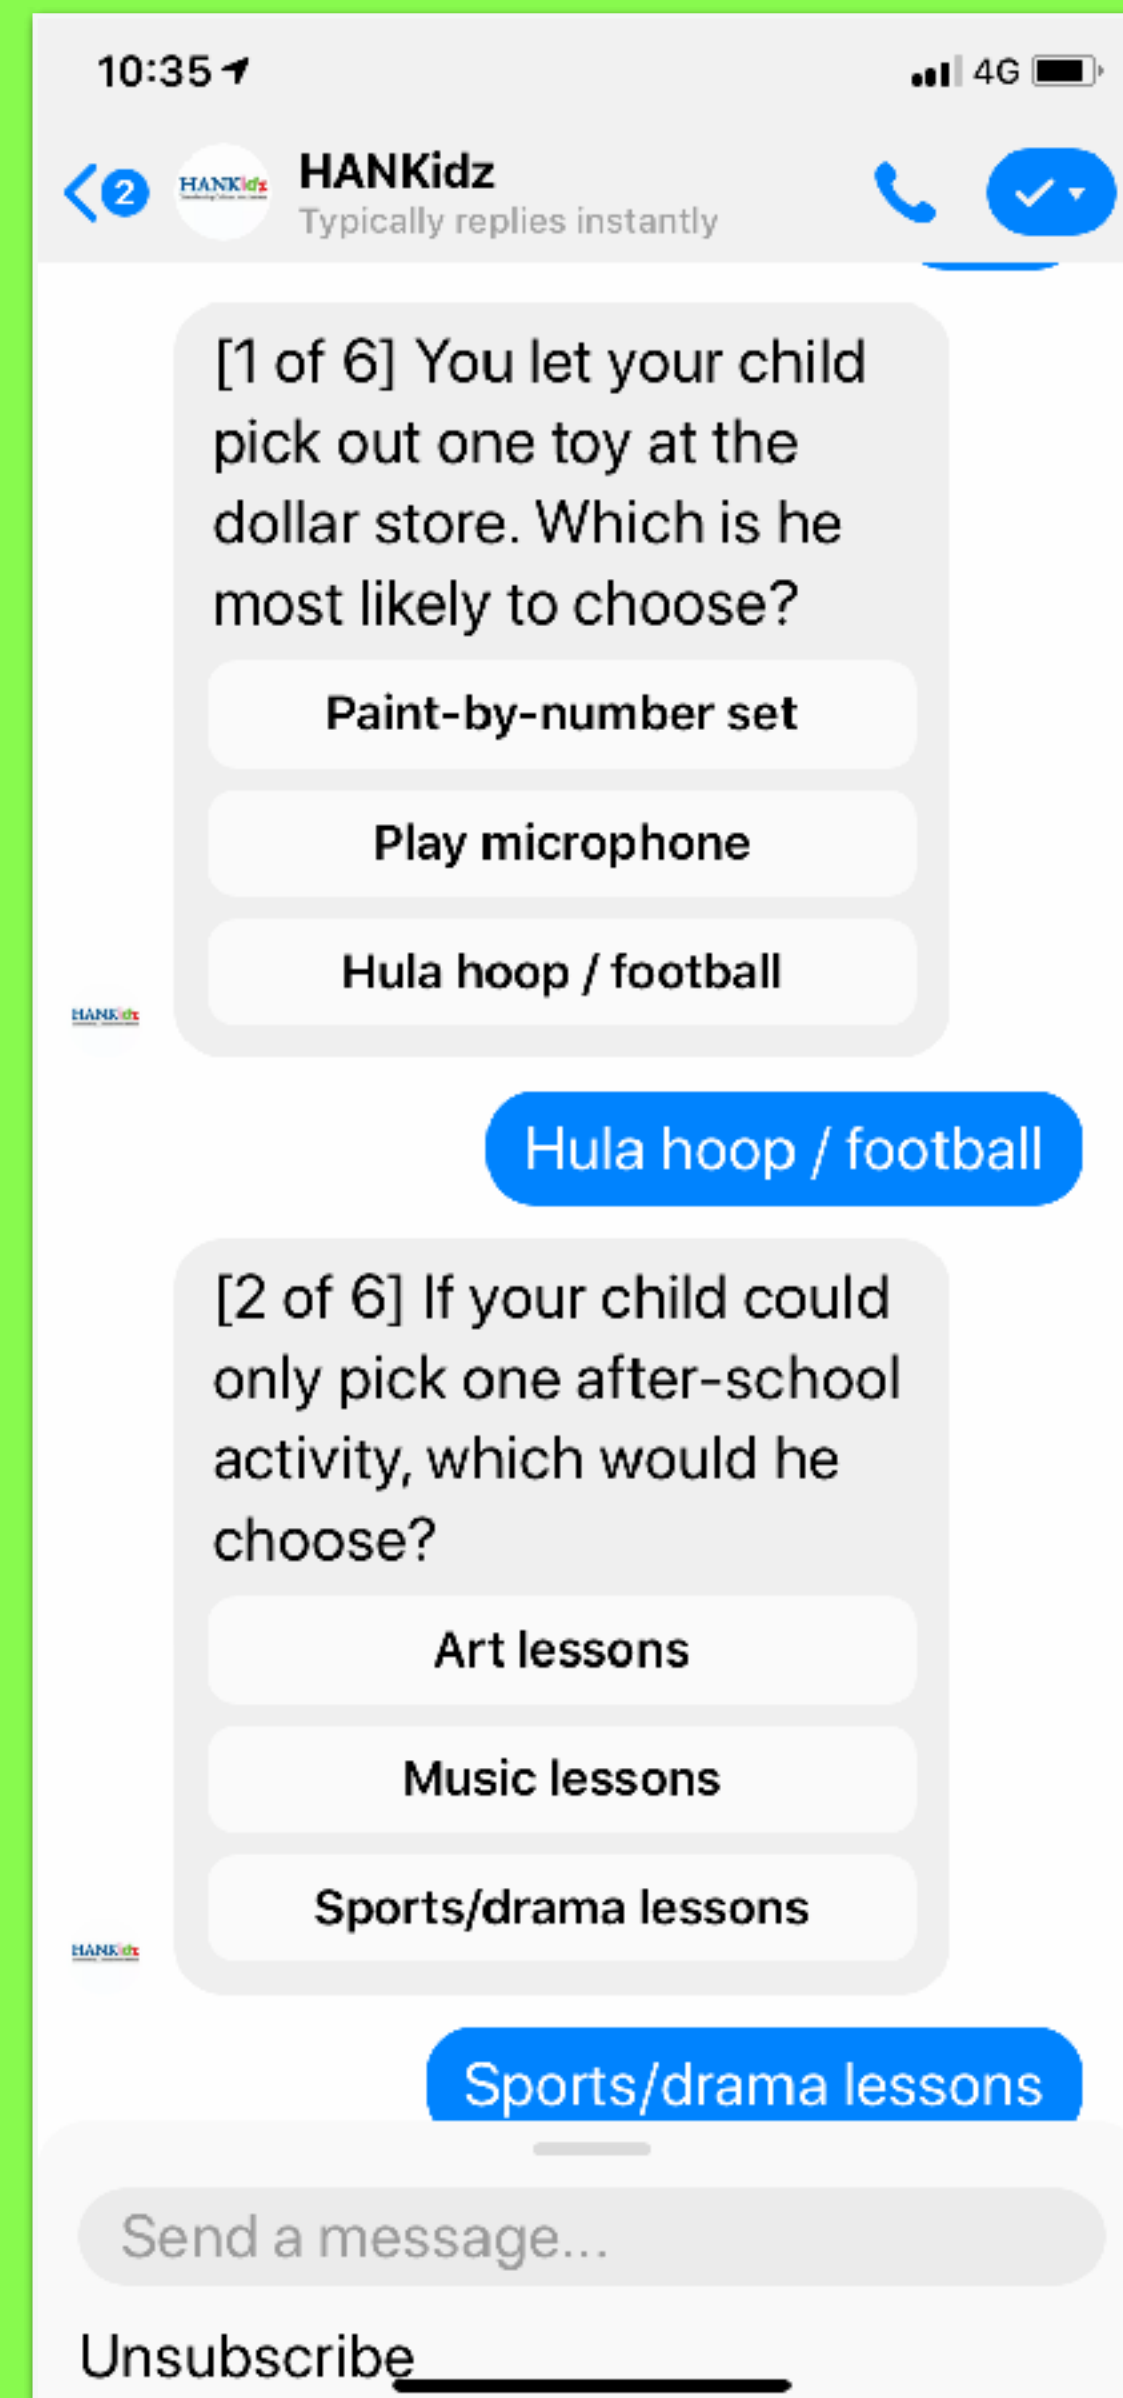 10:35 4G
2 HANKidz HANKidz
Typically replies instantly
[1 of 6] You let your child
pick out one toy at the
dollar store. Which is he
most likely to choose?
Paint-by-number set
Play microphone
Hula hoop / football
HANKidz
Hula hoop / football
[2 of 6] If your child could
only pick one after-school
activity, which would he
choose?
Art lessons
Music lessons
Sports/drama lessons
HANKidz
Sports/drama lessons
Send a message...
Unsubscribe